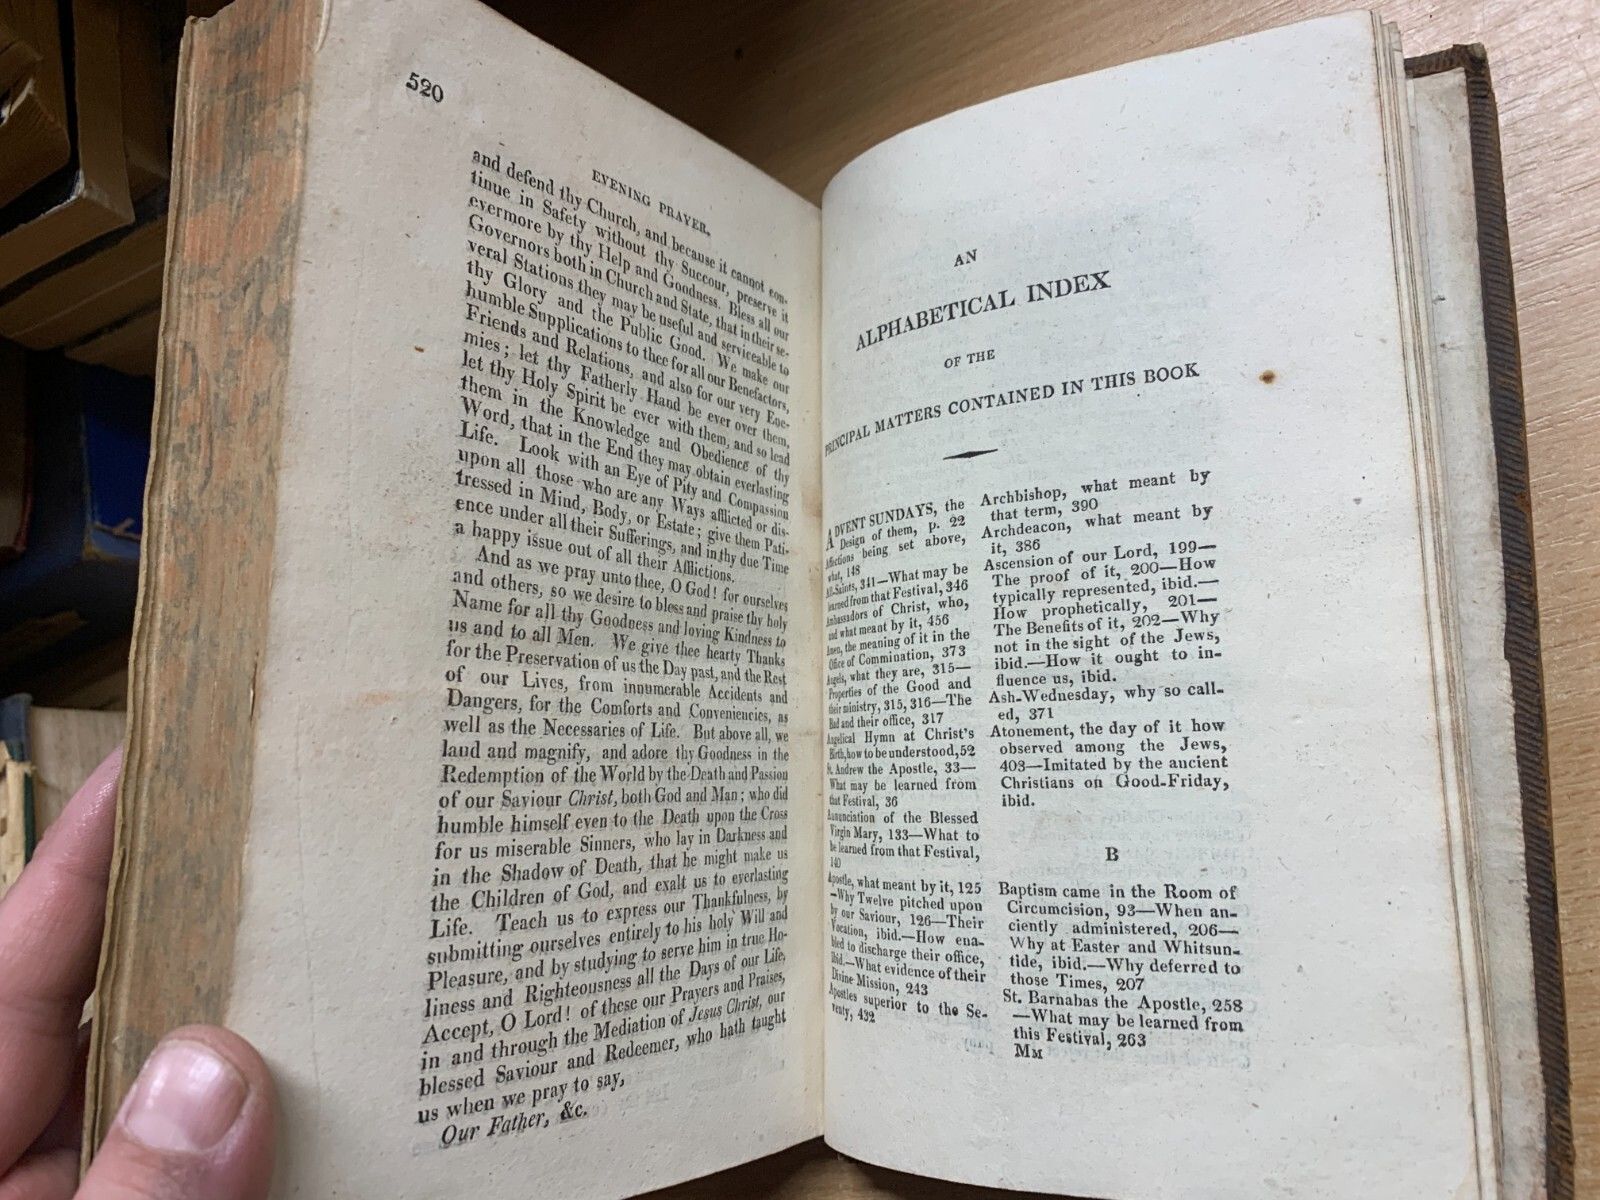 520
EVENING PRAYER.
and defend thy Church, and because it cannot con-
tinue in Safety without thy Succour, preserve it
evermore by thy Help and Goodness. Bless all our
Governors both in Church and State, that in their se-
veral Stations they may be useful and serviceable to
thy Glory and the Public Good. We make our
humble Supplications to thee for all our Benefactors,
Friends and Relations, and also for our very Ene-
mies; let thy Fatherly Hand be ever over them,
let thy Holy Spirit be ever with them, and so lead
them in the Knowledge and Obedience of thy
Word, that in the End they may obtain everlasting
Life. Look with an Eye of Pity and Compassion
upon all those who are any Ways afflicted or dis-
tressed in Mind, Body, or Estate; give them Pati-
ence under all their Sufferings, and in thy due Time
a happy issue out of all their Afflictions.
And as we pray unto thee, O God! for ourselves
and others, so we desire to bless and praise thy holy
Name for all thy Goodness and loving Kindness to
us and to all Men. We give thee hearty Thanks
for the Preservation of us the Day past, and the Rest
of our Lives, from innumerable Accidents and
Dangers, for the Comforts and Conveniencies, as
well as the Necessaries of Life. But above all, we
laud and magnify, and adore thy Goodness in the
Redemption of the World by the Death and Passion
of our Saviour Christ, both God and Man; who did
humble himself even to the Death upon the Cross
for us miserable Sinners, who lay in Darkness and
in the Shadow of Death, that he might make us
the Children of God, and exalt us to everlasting
Life. Teach us to express our Thankfulness, by
submitting ourselves entirely to his holy Will and
Pleasure, and by studying to serve him in true Ho-
liness and Righteousness all the Days of our Life.
Accept, O Lord! of these our Prayers and Praises,
in and through the Mediation of Jesus Christ, our
blessed Saviour and Redeemer, who hath taught
us when we pray to say,
Our Father, &c.
AN
ALPHABETICAL INDEX
OF THE
PRINCIPAL MATTERS CONTAINED IN THIS BOOK
ADVENT SUNDAYS, the
Design of them, p. 22
Afflictions being set above,
what, 148
All-Saints, 341—What may be
learned from that Festival, 346
Ambassadors of Christ, who,
and what meant by it, 456
Amen, the meaning of it in the
Office of Commination, 373
Angels, what they are, 315—
Properties of the Good and
their ministry, 315, 316—The
Bad and their office, 317
Angelical Hymn at Christ's
Birth, how to be understood, 52
St. Andrew the Apostle, 33—
What may be learned from
that Festival, 36
Annunciation of the Blessed
Virgin Mary, 133—What to
be learned from that Festival,
140
Apostle, what meant by it, 125
—Why Twelve pitched upon
by our Saviour, 126—Their
Vocation, ibid.—How ena-
bled to discharge their office,
ibid.—What evidence of their
Divine Mission, 243
Apostles superior to the Se-
venty, 432
Archbishop, what meant by
that term, 390
Archdeacon, what meant by
it, 386
Ascension of our Lord, 199—
The proof of it, 200—How
typically represented, ibid.—
How prophetically, 201—
The Benefits of it, 202—Why
not in the sight of the Jews,
ibid.—How it ought to in-
fluence us, ibid.
Ash-Wednesday, why so call-
ed, 371
Atonement, the day of it how
observed among the Jews,
403—Imitated by the ancient
Christians on Good-Friday,
ibid.
B
Baptism came in the Room of
Circumcision, 93—When an-
ciently administered, 206—
Why at Easter and Whitsun-
tide, ibid.—Why deferred to
those Times, 207
St. Barnabas the Apostle, 258
—What may be learned from
this Festival, 263
MM